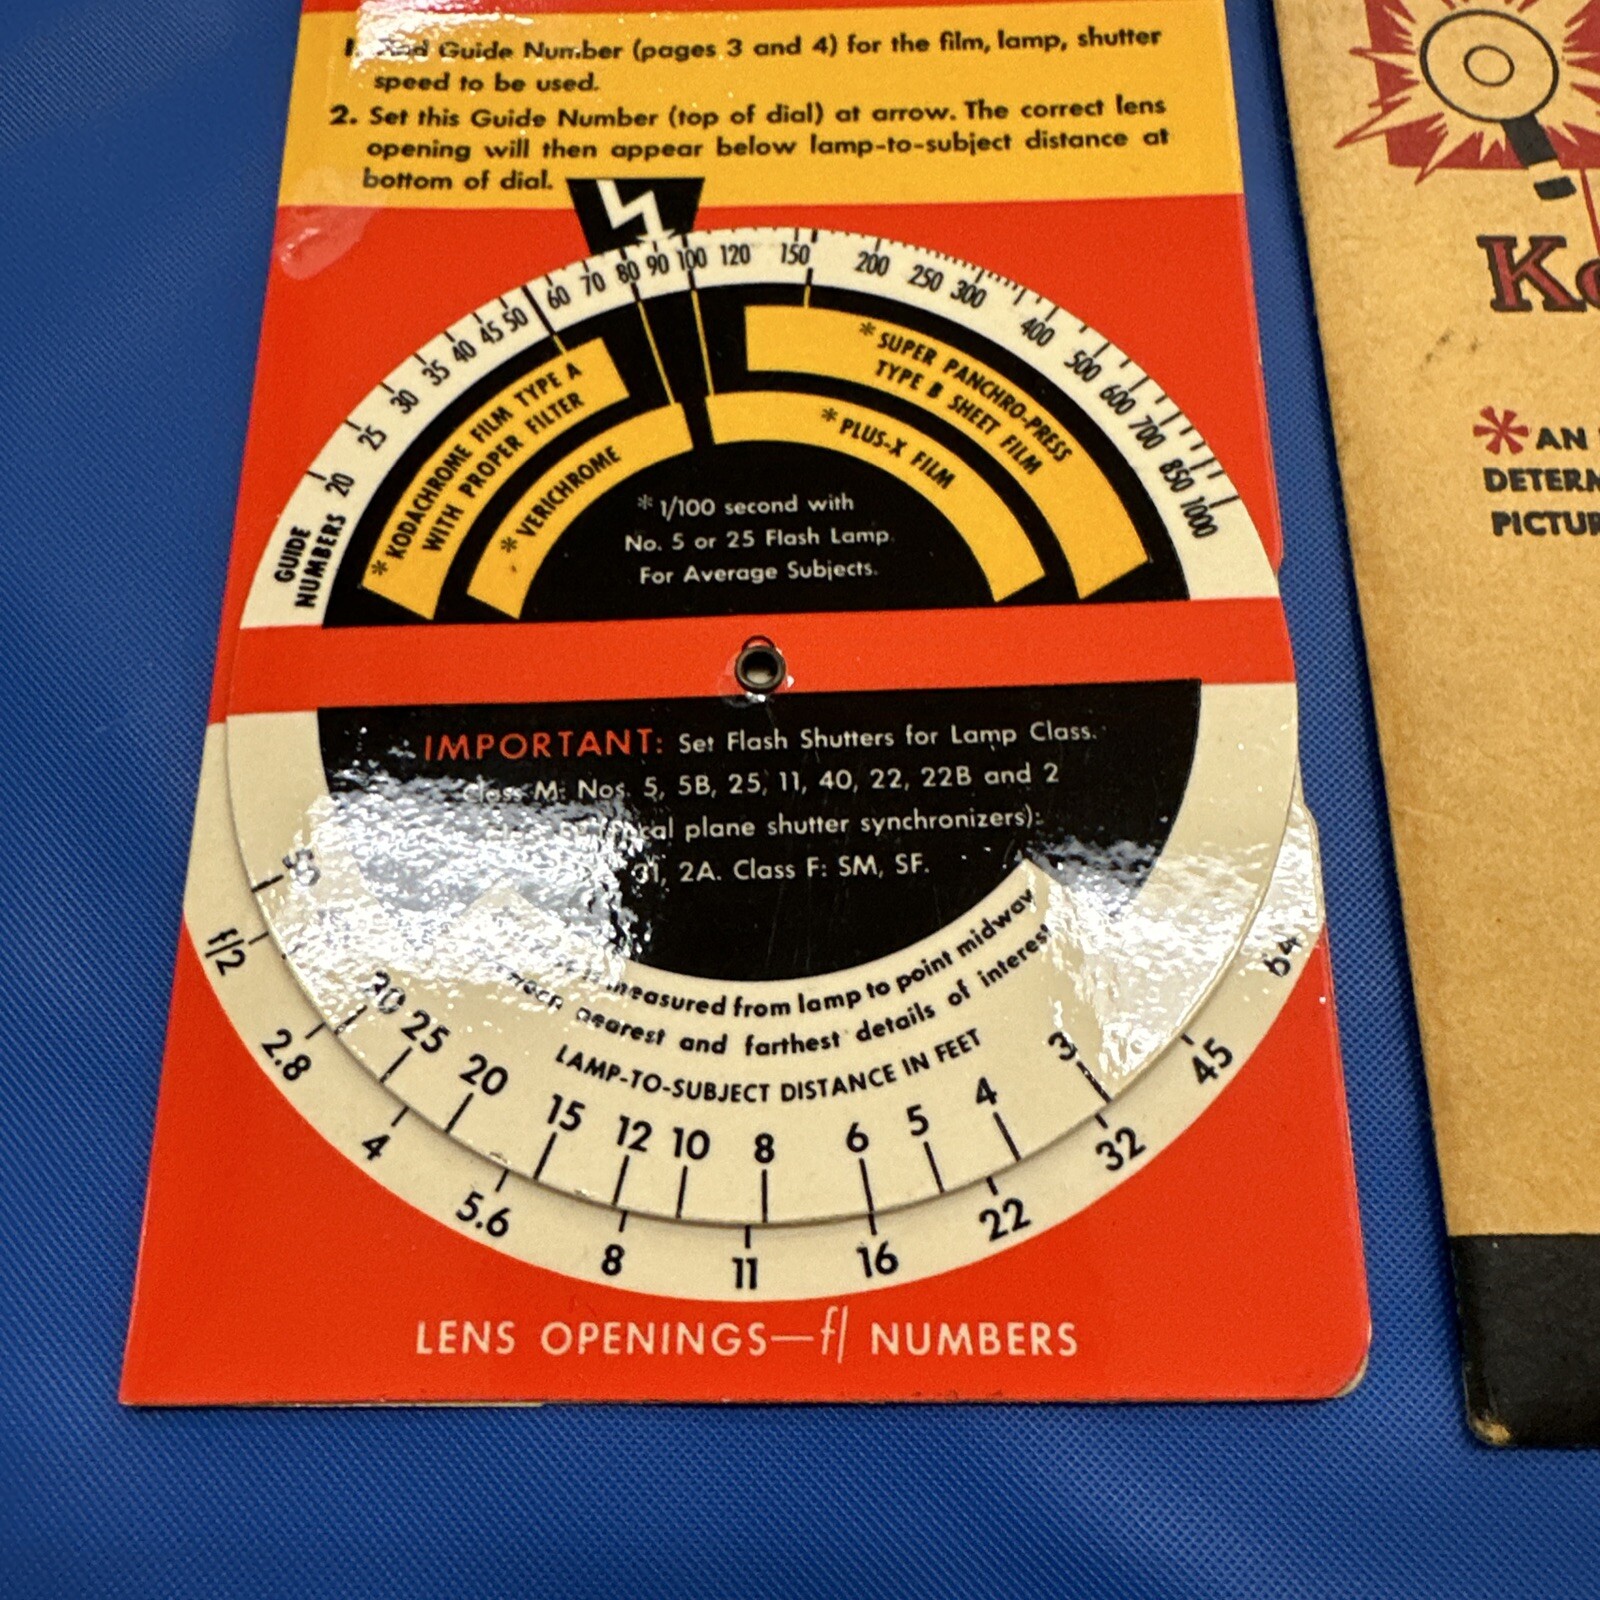 1. Find Guide Number (pages 3 and 4) for the film, lamp, shutter
speed to be used.
2. Set this Guide Number (top of dial) at arrow. The correct lens
opening will then appear below lamp-to-subject distance at
bottom of dial.
GUIDE
NUMBERS 20 25 30 35 40 45 50 60 70 80 90 100 120 150 200 250 300 400 500 600 700 850 1000
* KODACHROME FILM TYPE A
WITH PROPER FILTER
* VERICHROME
* SUPER PANCHRO-PRESS
TYPE B SHEET FILM
* PLUS-X FILM
* 1/100 second with
No. 5 or 25 Flash Lamp
For Average Subjects.
IMPORTANT: Set Flash Shutters for Lamp Class.
Class M: Nos. 5, 5B, 25, 11, 40, 22, 22B and 2
plane shutter synchronizers):
31, 2A. Class F: SM, SF.
measured from lamp to point midway
nearest and farthest details of interest
LAMP-TO-SUBJECT DISTANCE IN FEET
50 30 25 20 15 12 10 8 6 5 4 3
f/2 2.8 4 5.6 8 11 16 22 32 45 64
LENS OPENINGS—f/ NUMBERS
* AN